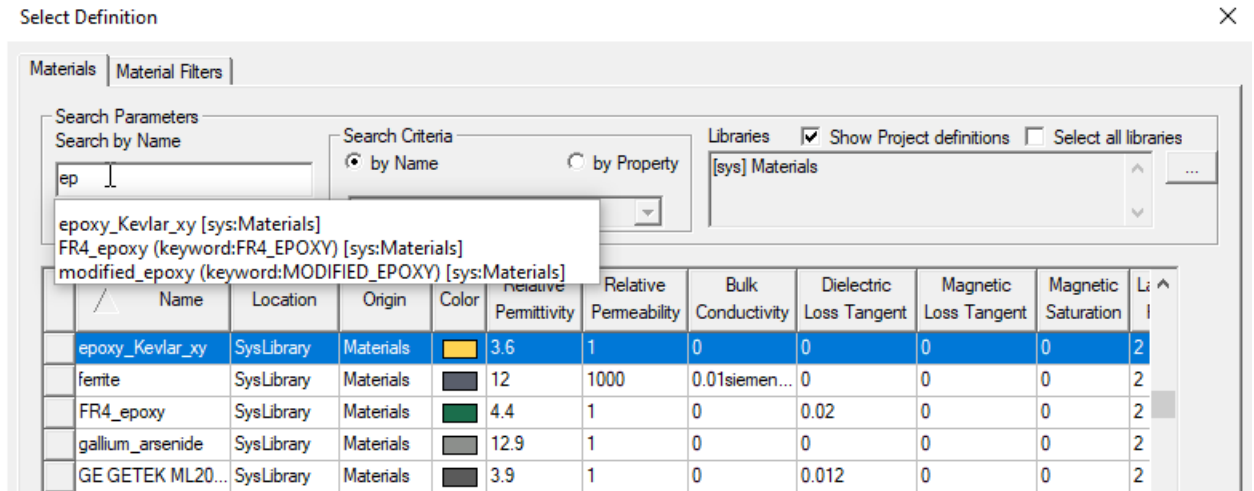 Select Definition
Materials
Material Filters
Search Parameters
Search by Name
ep
epoxy_Kevlar_xy [sys:Materials]
FR4_epoxy (keyword:FR4_EPOXY) [sys:Materials]
modified_epoxy (keyword:MODIFIED_EPOXY) [sys:Materials]
Search Criteria
by Name
by Property
Libraries
Show Project definitions
Select all libraries
[sys] Materials
...
Name Location Origin Color Relative Permittivity Relative Permeability Bulk Conductivity Dielectric Loss Tangent Magnetic Loss Tangent Magnetic Saturation
epoxy_Kevlar_xy SysLibrary Materials 3.6 1 0 0 0 0 2
ferrite SysLibrary Materials 12 1000 0.01siemen... 0 0 0 2
FR4_epoxy SysLibrary Materials 4.4 1 0 0.02 0 0 2
gallium_arsenide SysLibrary Materials 12.9 1 0 0 0 0 2
GE GETEK ML20... SysLibrary Materials 3.9 1 0 0.012 0 0 2